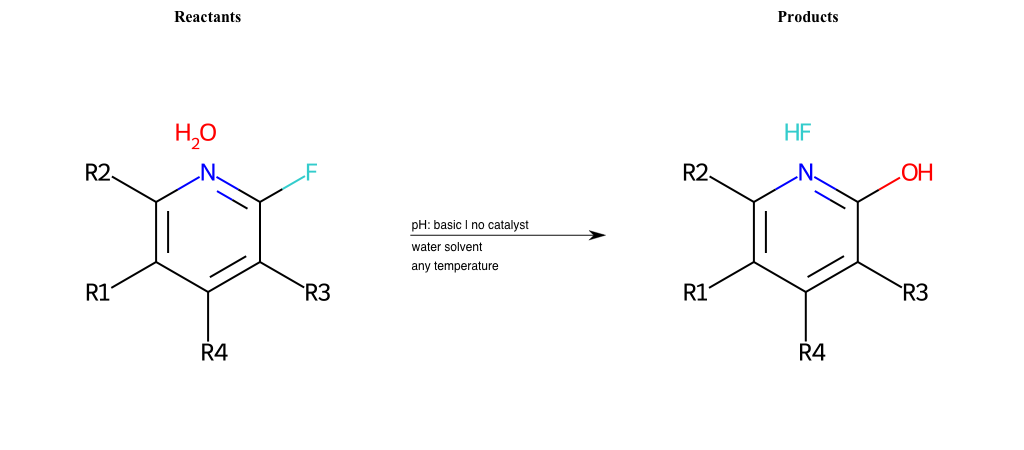 Reactants Products
H2O HF
R2 N F R2 N OH
pH: basic | no catalyst
water solvent
any temperature
R1 R3 R1 R3
R4 R4